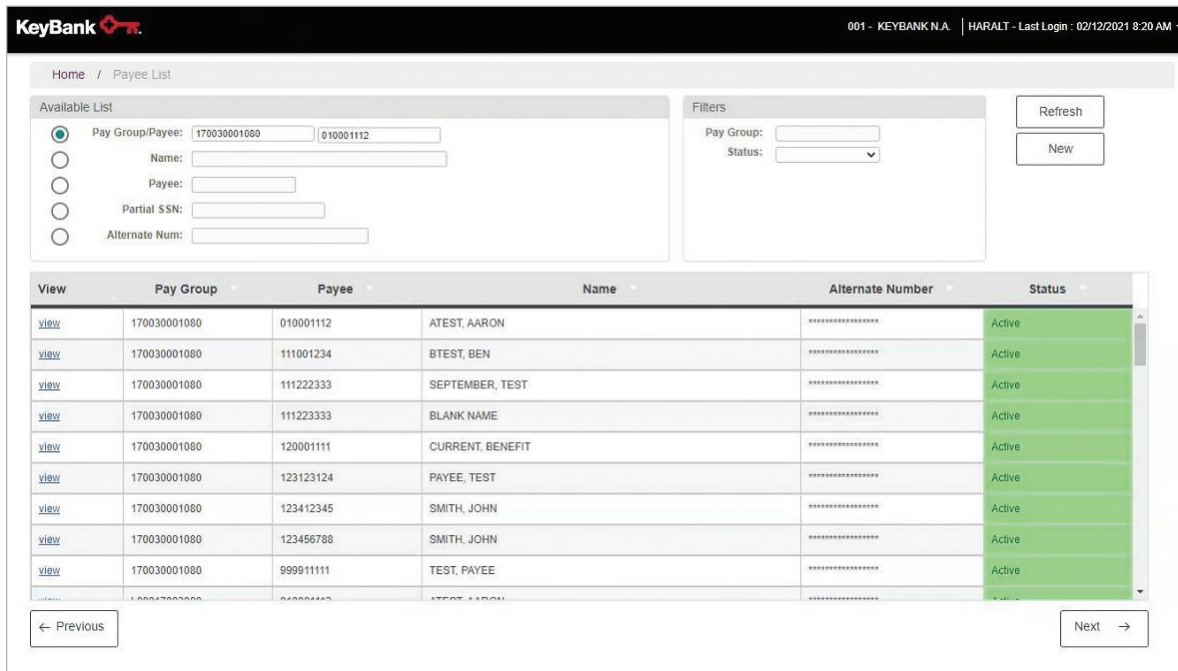 KeyBank
001 - KEYBANK N.A. | HARALT - Last Login : 02/12/2021 8:20 AM
Home / Payee List
Available List
Pay Group/Payee: 170030001080 010001112
Name:
Payee:
Partial SSN:
Alternate Num:
Filters
Pay Group:
Status:
Refresh
New
View Pay Group Payee Name Alternate Number Status
view 170030001080 010001112 ATEST, AARON ***************** Active
view 170030001080 111001234 BTEST, BEN ***************** Active
view 170030001080 111222333 SEPTEMBER, TEST ***************** Active
view 170030001080 111223333 BLANK NAME ***************** Active
view 170030001080 120001111 CURRENT, BENEFIT ***************** Active
view 170030001080 123123124 PAYEE, TEST ***************** Active
view 170030001080 123412345 SMITH, JOHN ***************** Active
view 170030001080 123456788 SMITH, JOHN ***************** Active
view 170030001080 999911111 TEST, PAYEE ***************** Active
← Previous
Next →